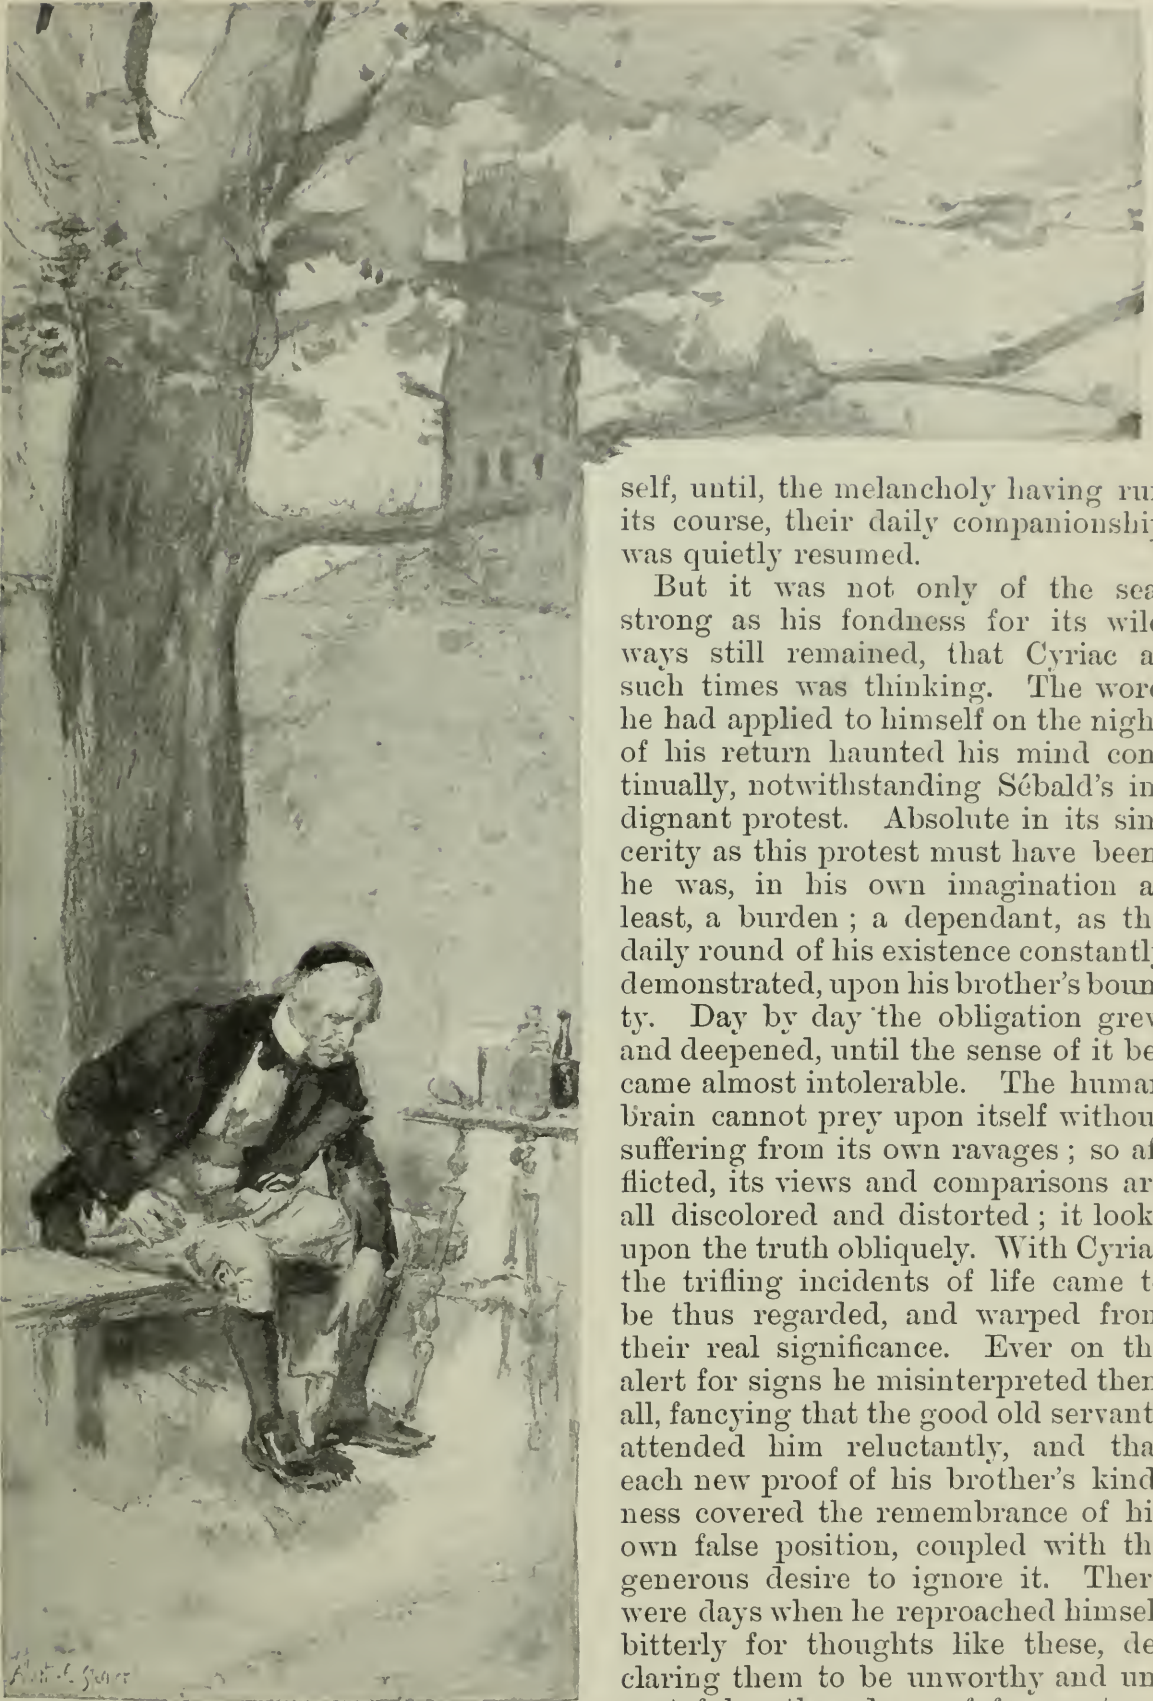 self, until, the melancholy having ru
its course, their daily companionshi
was quietly resumed.
But it was not only of the sea
strong as his fondness for its wil
ways still remained, that Cyriac a
such times was thinking. The wor
he had applied to himself on the nigh
of his return haunted his mind con
tinually, notwithstanding Sébald's in
dignant protest. Absolute in its sin
cerity as this protest must have been
he was, in his own imagination a
least, a burden ; a dependant, as th
daily round of his existence constantl
demonstrated, upon his brother's boun
ty. Day by day the obligation grew
and deepened, until the sense of it be
came almost intolerable. The human
brain cannot prey upon itself withou
suffering from its own ravages ; so af
flicted, its views and comparisons ar
all discolored and distorted ; it look
upon the truth obliquely. With Cyria
the trifling incidents of life came t
be thus regarded, and warped from
their real significance. Ever on th
alert for signs he misinterpreted them
all, fancying that the good old servant
attended him reluctantly, and tha
each new proof of his brother's kind
ness covered the remembrance of hi
own false position, coupled with th
generous desire to ignore it. Ther
were days when he reproached himsel
bitterly for thoughts like these, de
claring them to be unworthy and un